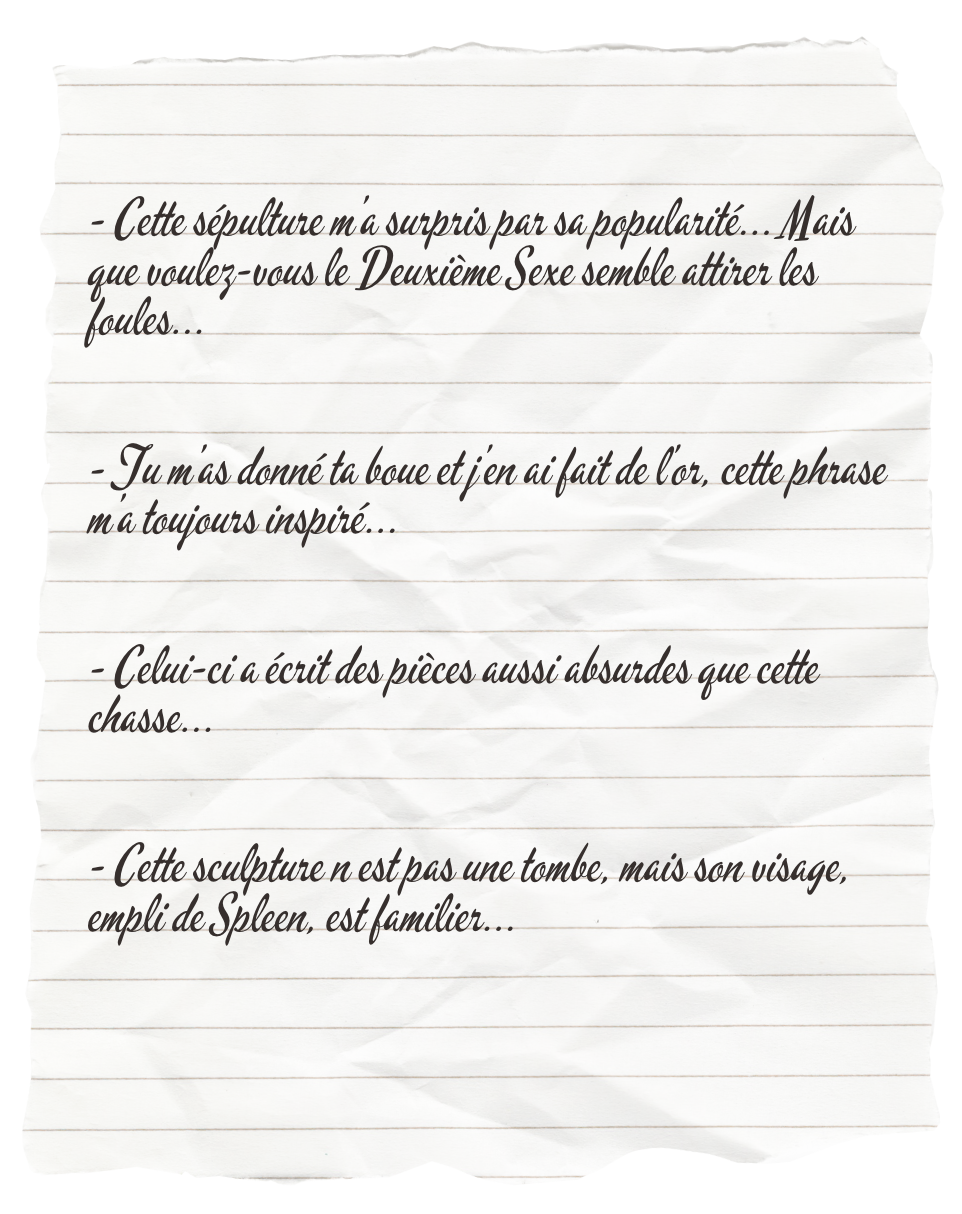 - Cette sépulture m'a surpris par sa popularité... Mais
que voulez-vous le Deuxième Sexe semble attirer les
foules...
- Tu m'as donné ta boue et j'en ai fait de l'or, cette phrase
m'a toujours inspiré...
- Celui-ci a écrit des pièces aussi absurdes que cette
chasse...
- Cette sculpture n est pas une tombe, mais son visage,
empli de Spleen, est familier...